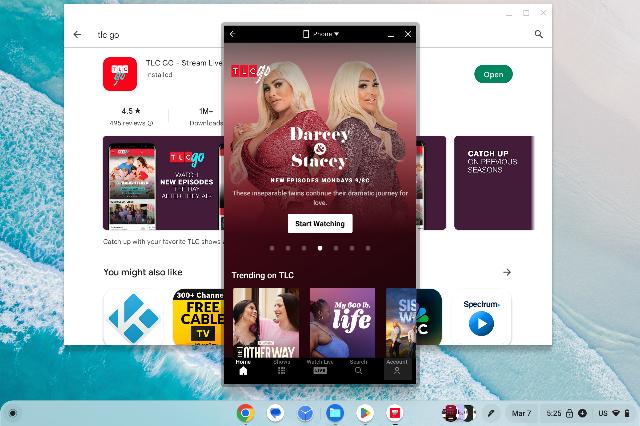 tlc go
Phone
TLC GO - Stream Live
Installed
Open
4.5 ★
495 reviews
1M+
Downloads
TLC go
WATCH
NEW EPISODES
THE DAY
THEY AIR
CATCH UP
ON PREVIOUS
SEASONS
Catch up with your favorite TLC shows
You might also like
300+ Channe
FREE
CABLE
TV
Spectrum
TLC go
Darcey
&
Stacey
NEW EPISODES MONDAYS 9/8C
These inseparable twins continue their dramatic journey for
love.
Start Watching
Trending on TLC
OTHER WAY
My 600 lb.
life
SIS
WI
Home
Shows
Watch Live
LIVE
Search
Account
Mar 7
5:25
US